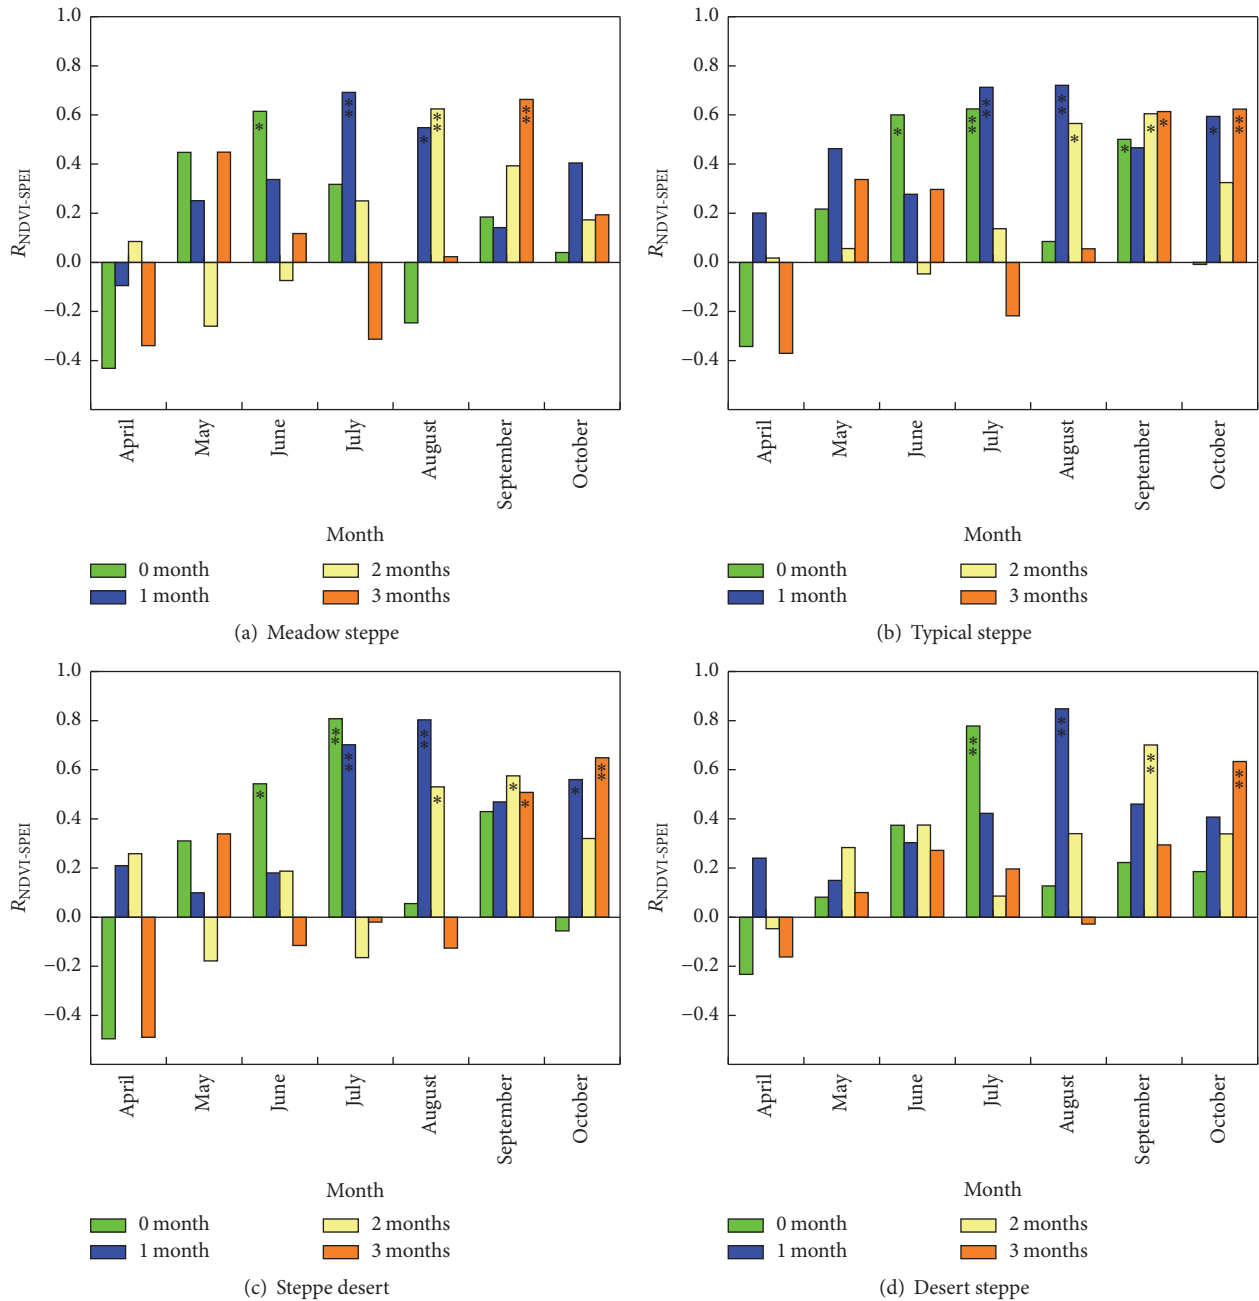 1.0
0.8
0.6
0.4
0.2
0.0
−0.2
−0.4
R NDVI-SPEI
* ** * ** **
April May June July August September October
Month
0 month 2 months
1 month 3 months
(a) Meadow steppe
1.0
0.8
0.6
0.4
0.2
0.0
−0.2
−0.4
R NDVI-SPEI
* ** ** ** * * * * * **
April May June July August September October
Month
0 month 2 months
1 month 3 months
(b) Typical steppe
1.0
0.8
0.6
0.4
0.2
0.0
−0.2
−0.4
R NDVI-SPEI
* ** ** ** * * * * **
April May June July August September October
Month
0 month 2 months
1 month 3 months
(c) Steppe desert
1.0
0.8
0.6
0.4
0.2
0.0
−0.2
−0.4
R NDVI-SPEI
** ** ** **
April May June July August September October
Month
0 month 2 months
1 month 3 months
(d) Desert steppe